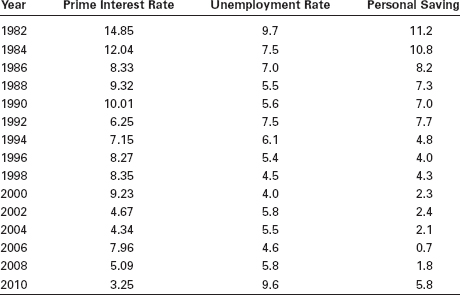 Year Prime Interest Rate Unemployment Rate Personal Saving
1982 14.85 9.7 11.2
1984 12.04 7.5 10.8
1986 8.33 7.0 8.2
1988 9.32 5.5 7.3
1990 10.01 5.6 7.0
1992 6.25 7.5 7.7
1994 7.15 6.1 4.8
1996 8.27 5.4 4.0
1998 8.35 4.5 4.3
2000 9.23 4.0 2.3
2002 4.67 5.8 2.4
2004 4.34 5.5 2.1
2006 7.96 4.6 0.7
2008 5.09 5.8 1.8
2010 3.25 9.6 5.8